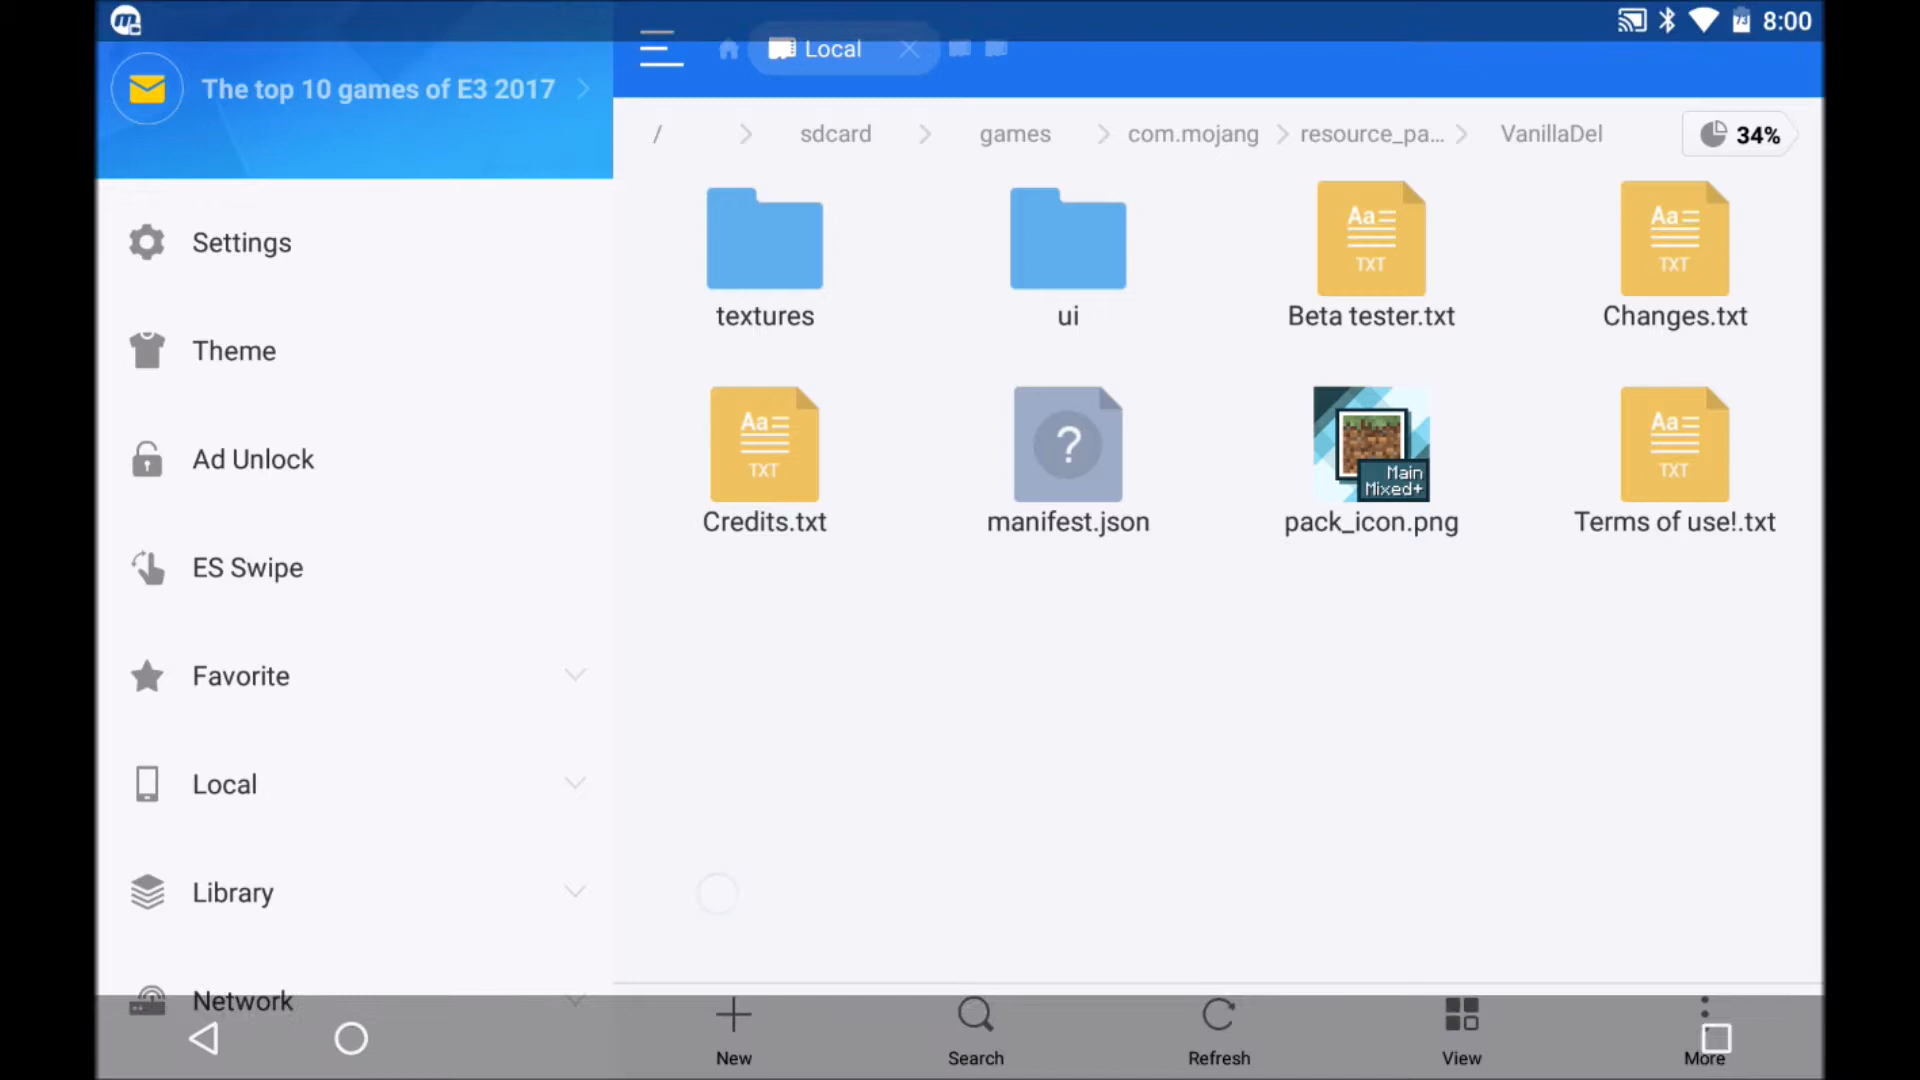 73 8:00
The top 10 games of E3 2017
Local
/ sdcard games com.mojang resource_pa... VanillaDel 34%
Settings
Theme
Ad Unlock
ES Swipe
Favorite
Local
Library
Network
Aa TXT
Aa TXT
textures ui Beta tester.txt Changes.txt
Aa TXT
?
Main
Mixed+
Aa TXT
Credits.txt manifest.json pack_icon.png Terms of use!.txt
New Search Refresh View More